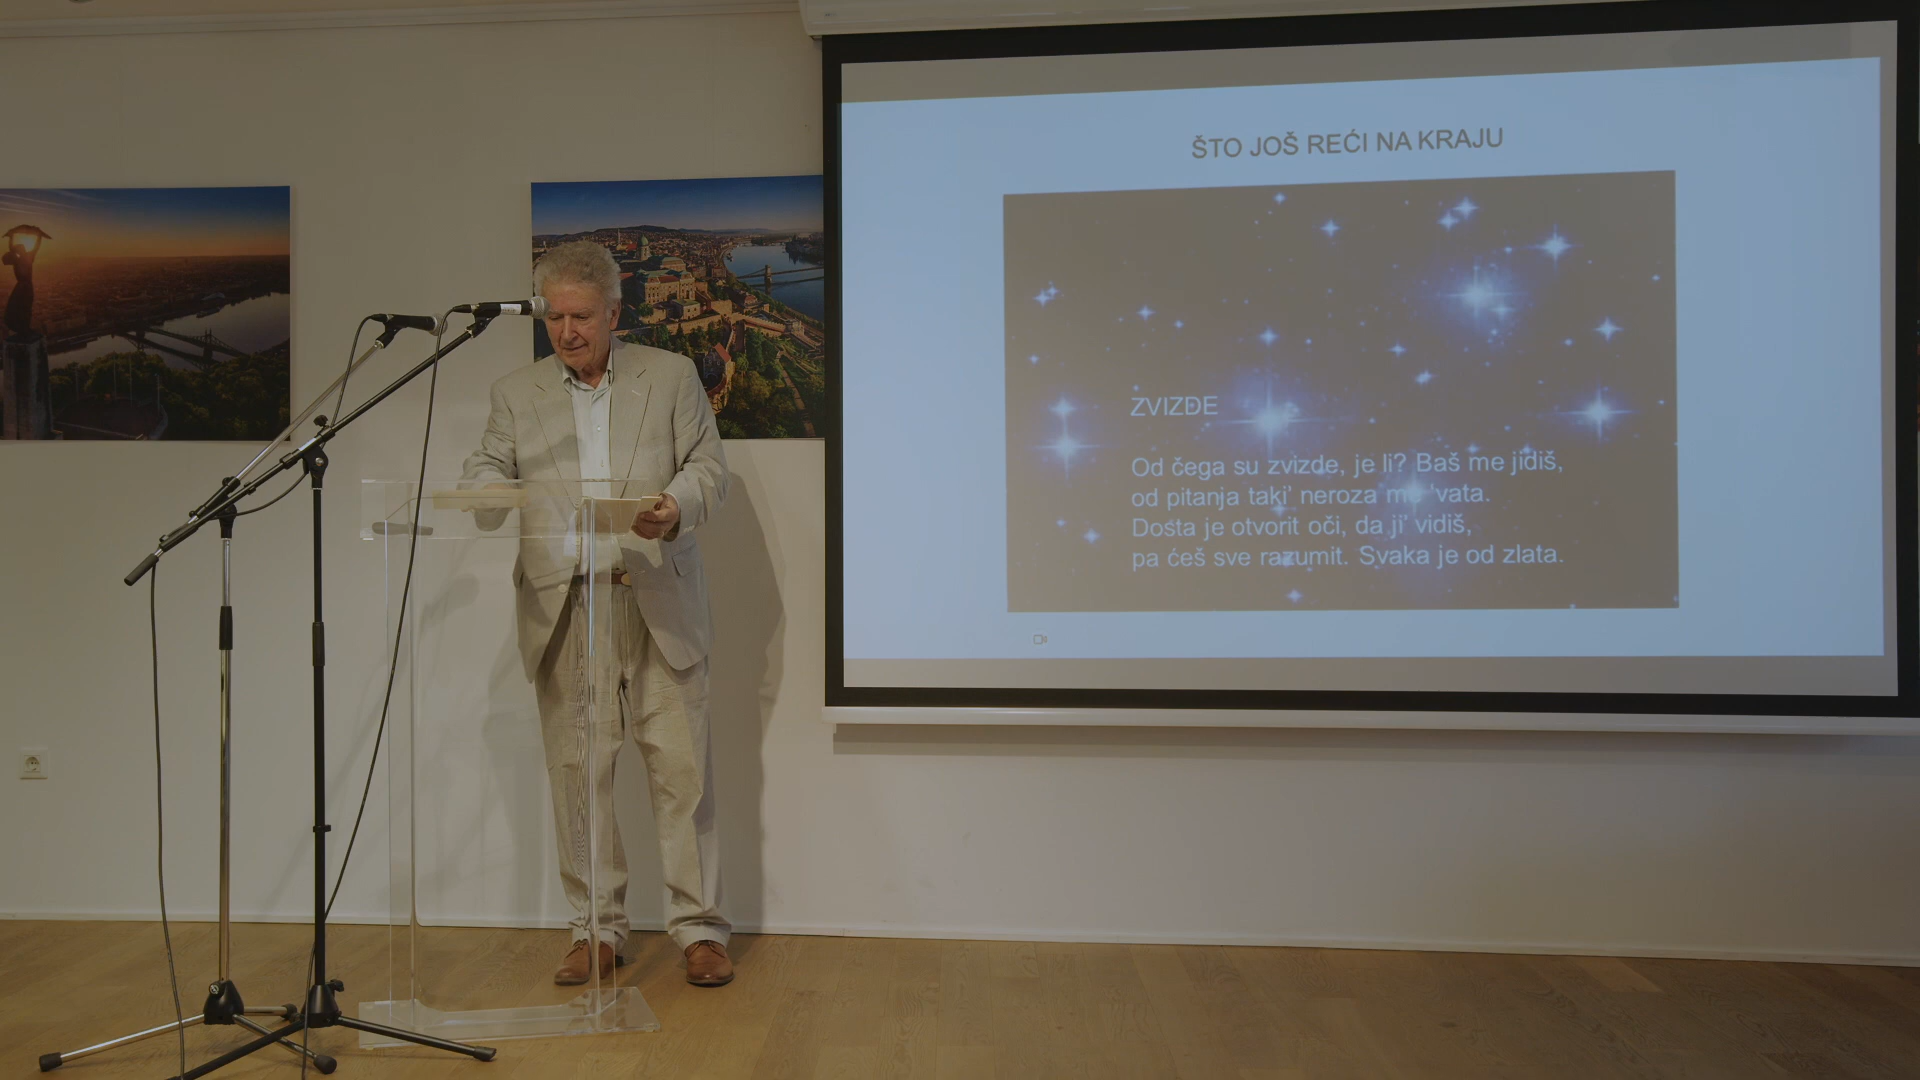 ŠTO JOŠ REĆI NA KRAJU
ZVIZDE
Od čega su zvizde, je li? Baš me jidiš,
od pitanja taki' neroza me 'vata.
Dosta je otvorit oči, da ji' vidiš,
pa ćeš sve razumit. Svaka je od zlata.